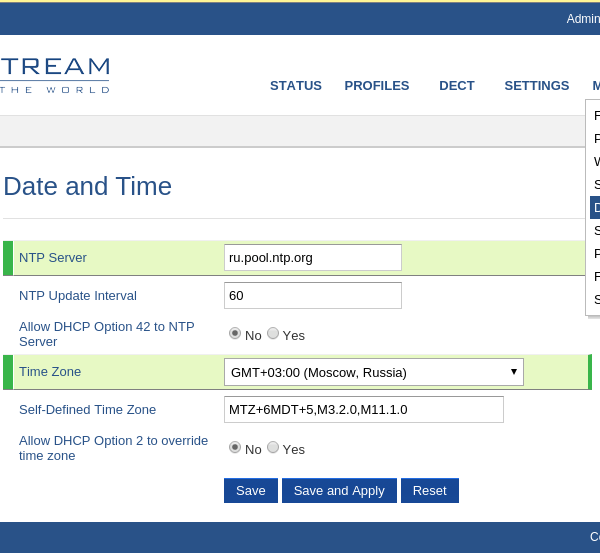 Admin
TREAM
THE WORLD
STATUS PROFILES DECT SETTINGS M
Date and Time
NTP Server ru.pool.ntp.org
NTP Update Interval 60
Allow DHCP Option 42 to NTP
Server
No Yes
Time Zone GMT+03:00 (Moscow, Russia)
Self-Defined Time Zone MTZ+6MDT+5,M3.2.0,M11.1.0
Allow DHCP Option 2 to override
time zone
No Yes
Save Save and Apply Reset